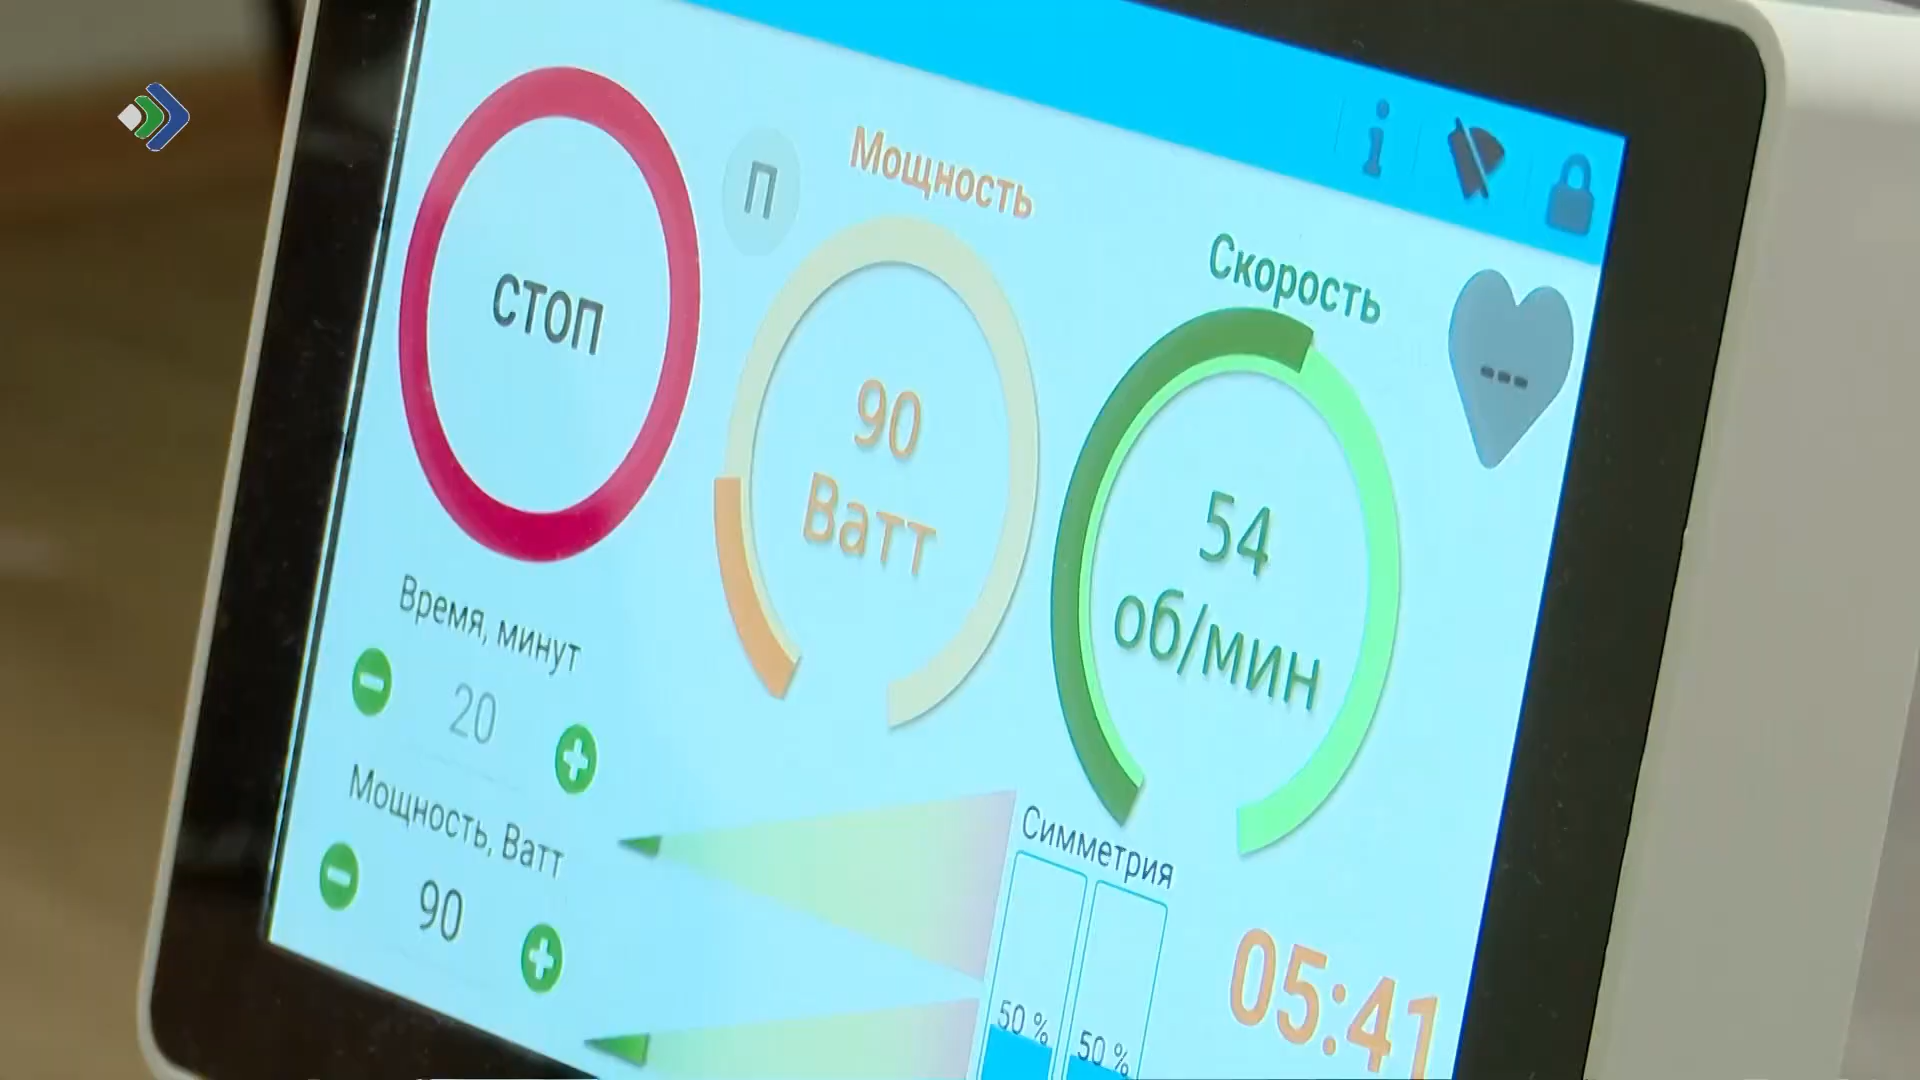 СТОП
П
Мощность
90
Ватт
Скорость
54
об/мин
---
Время, минут
20
Мощность, Ватт
90
Симметрия
50 %
50 %
05:41